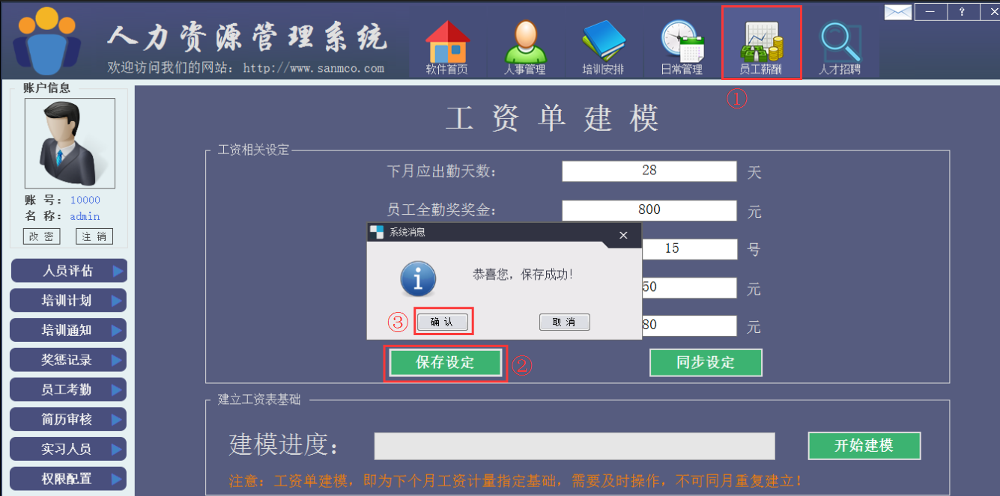 人力资源管理系统
欢迎访问我们的网站: http://www.sanmco.com
软件首页
人事管理
培训安排
日常管理
员工薪酬
人才招聘
?
①
账户信息
账 号: 10000
名 称: admin
改 密
注 销
人员评估
培训计划
培训通知
奖惩记录
员工考勤
简历审核
实习人员
权限配置
工资单建模
工资相关设定
下月应出勤天数: 28 天
员工全勤奖奖金: 800 元
15 号
50 元
80 元
系统消息
恭喜您, 保存成功!
③ 确 认
取 消
保存设定 ②
同步设定
建立工资表基础
建模进度:
开始建模
注意: 工资单建模, 即为下个月工资计量指定基础, 需要及时操作, 不可同月重复建立!